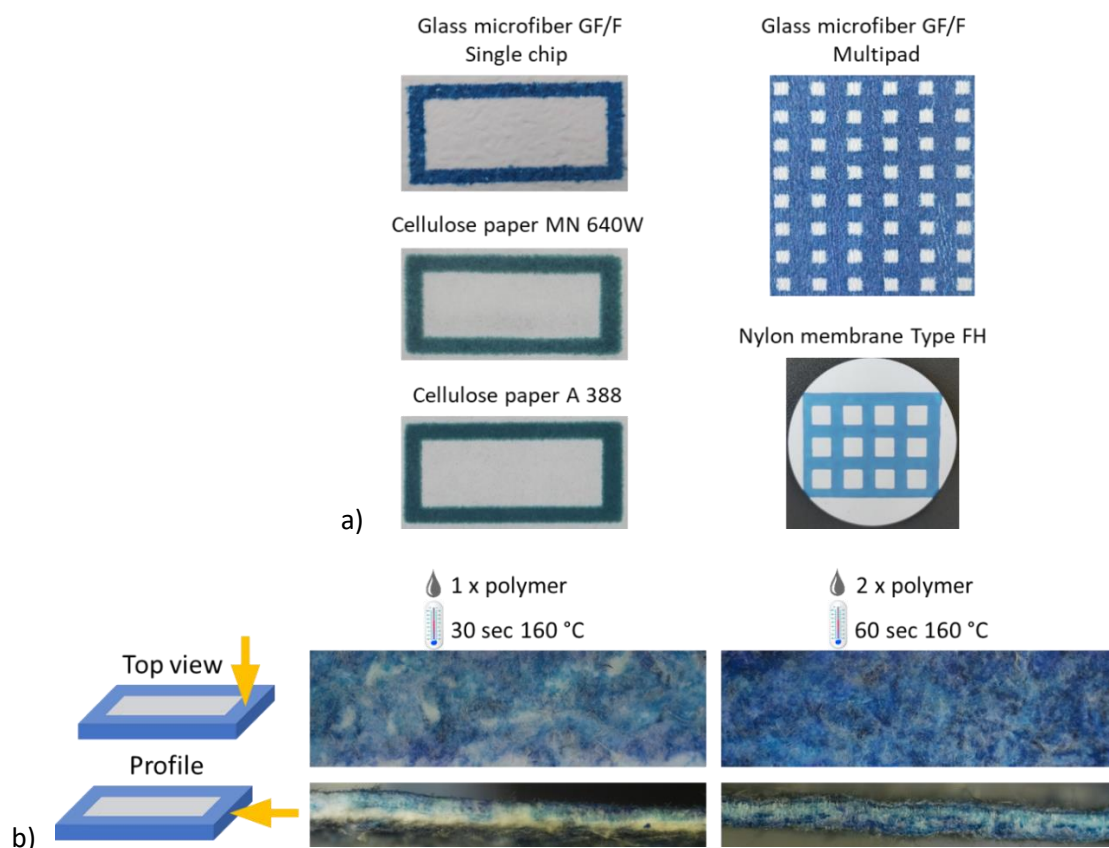 Glass microfiber GF/F
Single chip
Glass microfiber GF/F
Multipad
Cellulose paper MN 640W
Nylon membrane Type FH
Cellulose paper A 388
a)
1 x polymer
30 sec 160 °C
2 x polymer
60 sec 160 °C
Top view
Profile
b)